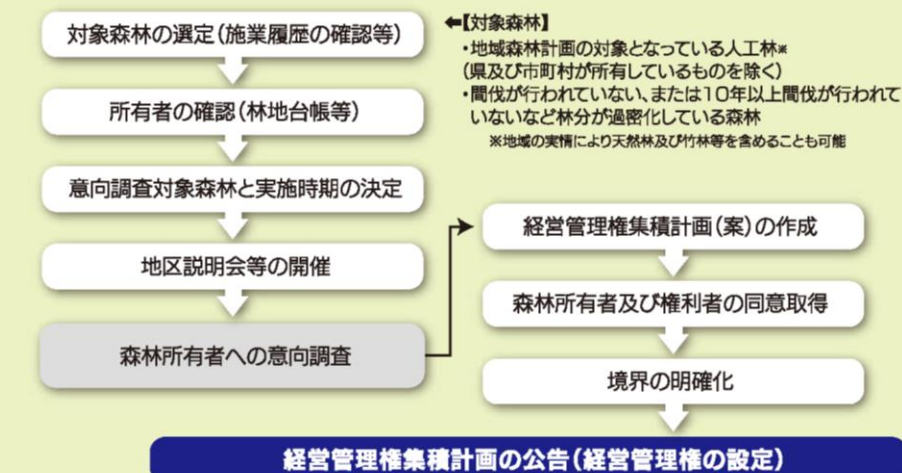 対象森林の選定(施業履歴の確認等)
⬅【対象森林】
・地域森林計画の対象となっている人工林※
(県及び市町村が所有しているものを除く)
・間伐が行われていない、または10年以上間伐が行われて
いないなど林分が過密化している森林
※地域の実情により天然林及び竹林等を含めることも可能
所有者の確認(林地台帳等)
意向調査対象森林と実施時期の決定
地区説明会等の開催
森林所有者への意向調査
経営管理権集積計画(案)の作成
森林所有者及び権利者の同意取得
境界の明確化
経営管理権集積計画の公告(経営管理権の設定)